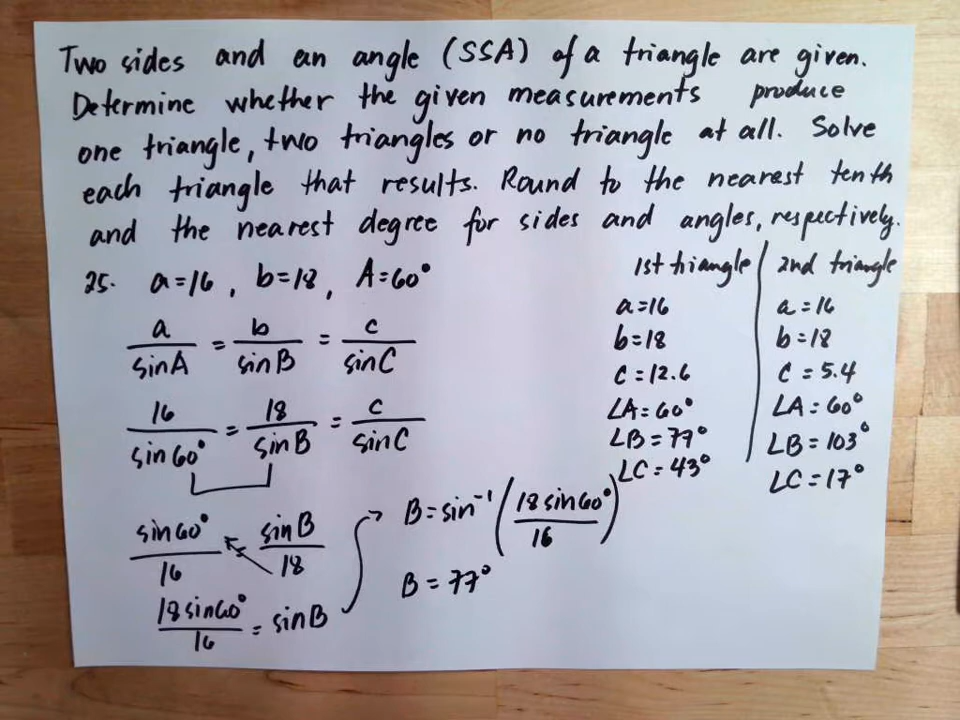 Two sides and an angle (SSA) of a triangle are given.
Determine whether the given measurements produce
one triangle, two triangles or no triangle at all. Solve
each triangle that results. Round to the nearest tenth
and the nearest degree for sides and angles, respectively.
25. a=16, b=18, A=60°
a/sinA = b/sinB = c/sinC
16/sin60° = 18/sinB = c/sinC
sin60°/16 = sinB/18
18sin60°/16 = sinB
B=sin⁻¹(18sin60°/16)
B=77°
1st triangle
a=16
b=18
c=12.6
∠A=60°
∠B=77°
∠C=43°
2nd triangle
a=16
b=18
c=5.4
∠A=60°
∠B=103°
∠C=17°